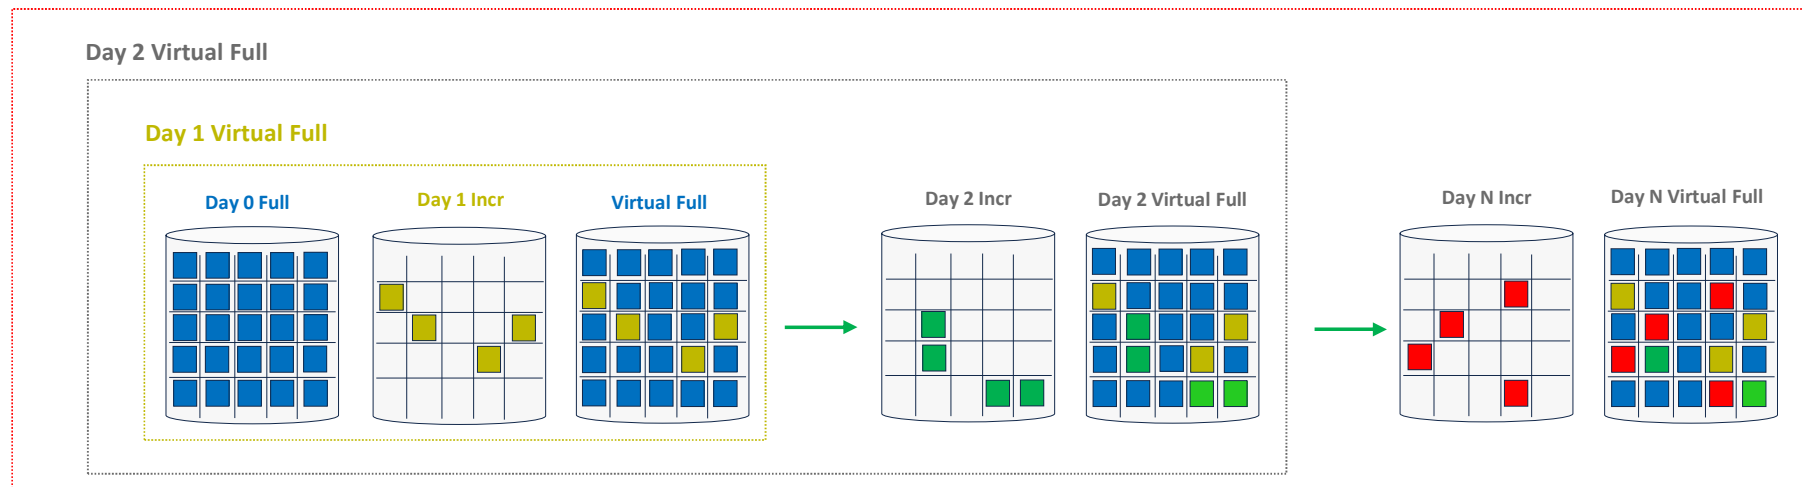 Day 2 Virtual Full
Day 1 Virtual Full
Day 0 Full
Day 1 Incr
Virtual Full
Day 2 Incr
Day 2 Virtual Full
Day N Incr
Day N Virtual Full